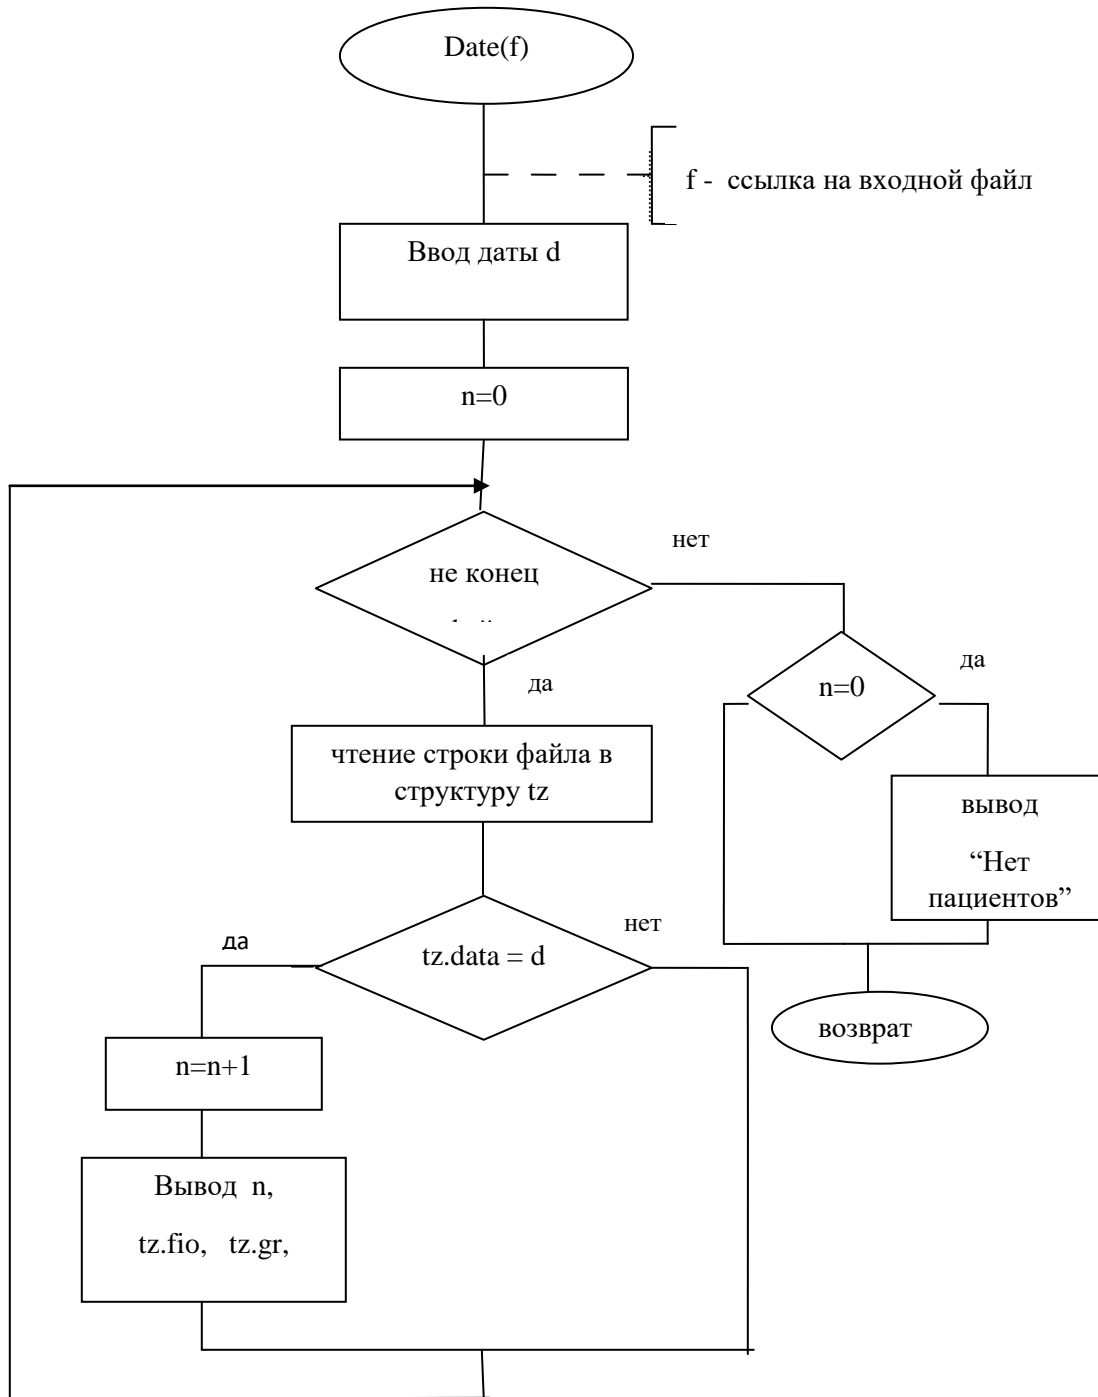 Date(f)
f - ссылка на входной файл
Ввод даты d
n=0
не конец
нет
да
n=0
да
чтение строки файла в
структуру tz
вывод
“Нет
пациентов”
tz.data = d
да
нет
возврат
n=n+1
Вывод n,
tz.fio, tz.gr,